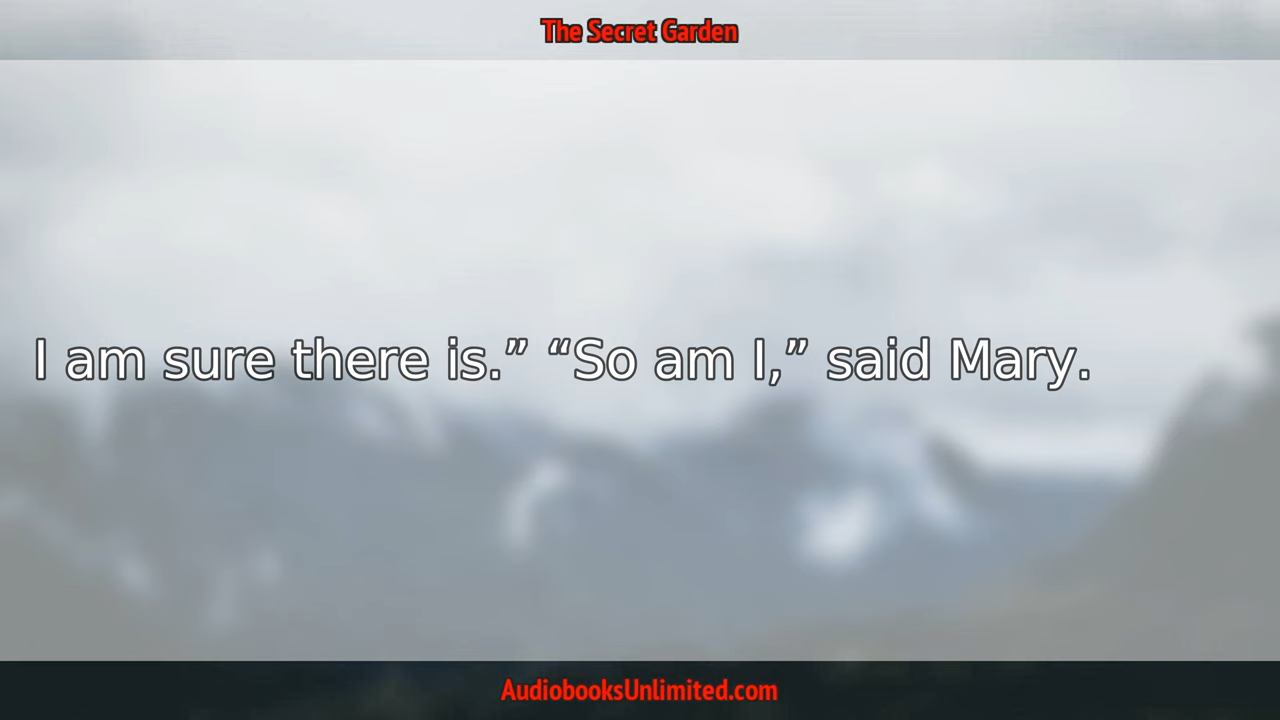 The Secret Garden
I am sure there is.” “So am I,” said Mary.
AudiobooksUnlimited.com